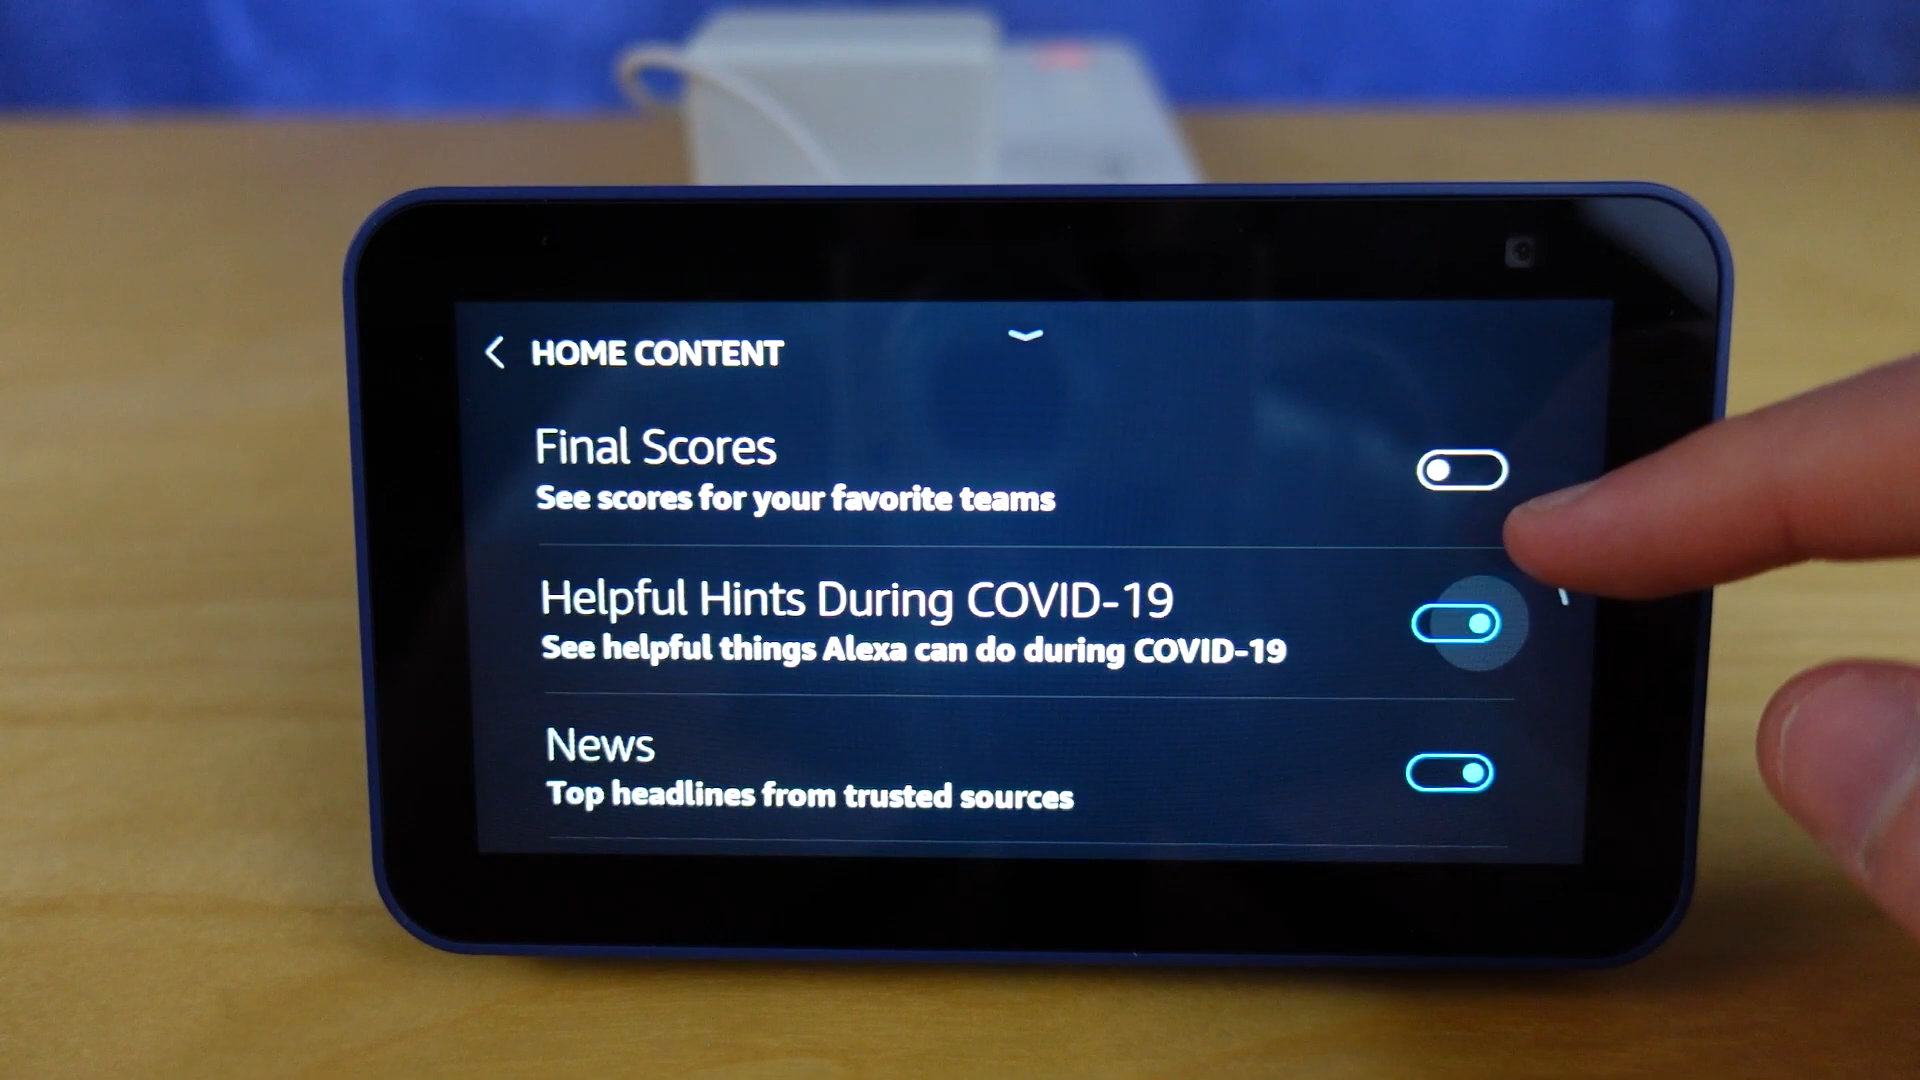 HOME CONTENT
Final Scores
See scores for your favorite teams
Helpful Hints During COVID-19
See helpful things Alexa can do during COVID-19
News
Top headlines from trusted sources